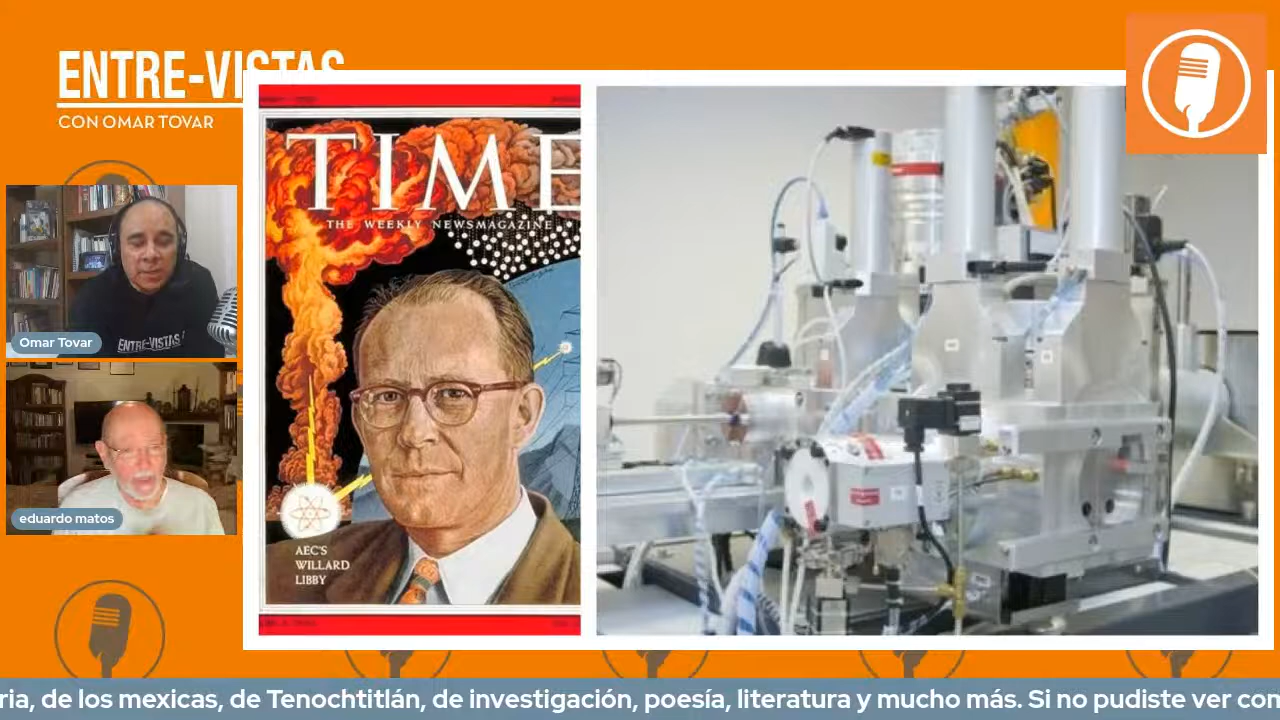 ENTRE-VISTAS
CON OMAR TOVAR
TIME
THE WEEKLY NEWSMAGAZINE
Omar Tovar
ENTRE-VISTAS
eduardo matos
AEC'S
WILLARD
LIBBY
ria, de los mexicas, de Tenochtitlán, de investigación, poesía, literatura y mucho más. Si no pudiste ver con